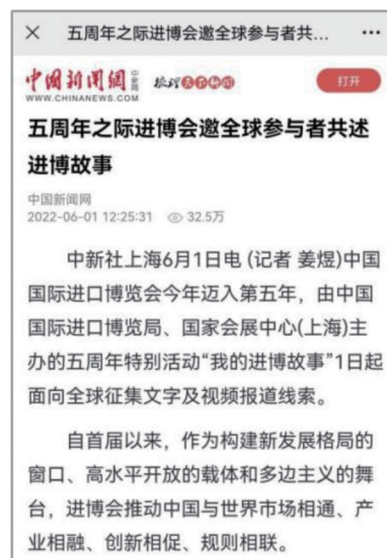 五周年之际进博会邀全球参与者共...
中国新闻网
中新网
梳理天下新闻
WWW.CHINANEWS.COM
打开
五周年之际进博会邀全球参与者共述
进博故事
中国新闻网
2022-06-01 12:25:31 32.5万
中新社上海6月1日电 (记者 姜煜)中国
国际进口博览会今年迈入第五年，由中国
国际进口博览局、国家会展中心(上海)主
办的五周年特别活动“我的进博故事”1日起
面向全球征集文字及视频报道线索。
自首届以来，作为构建新发展格局的
窗口、高水平开放的载体和多边主义的舞
台，进博会推动中国与世界市场相通、产
业相融、创新相促、规则相联。